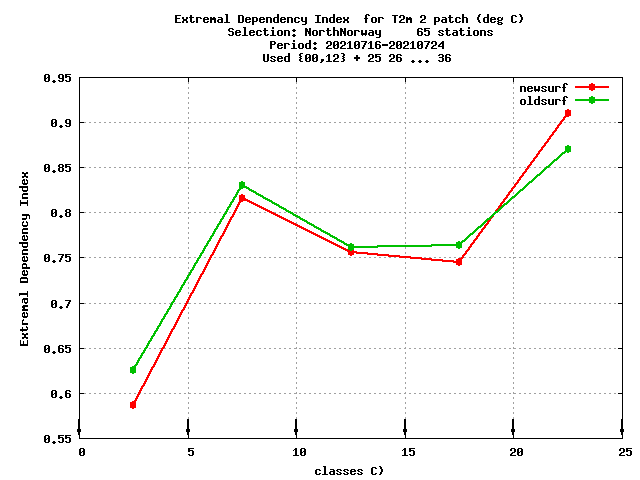 Extremal Dependency Index  for T2m 2 patch (deg C)
Selection: NorthNorway     65 stations
Period: 20210716-20210724
Used {00,12} + 25 26 ... 36
0.95
0.9
0.85
0.8
0.75
0.7
0.65
0.6
0.55
Extremal Dependency Index
newsurf
oldsurf
0 5 10 15 20 25
classes C)